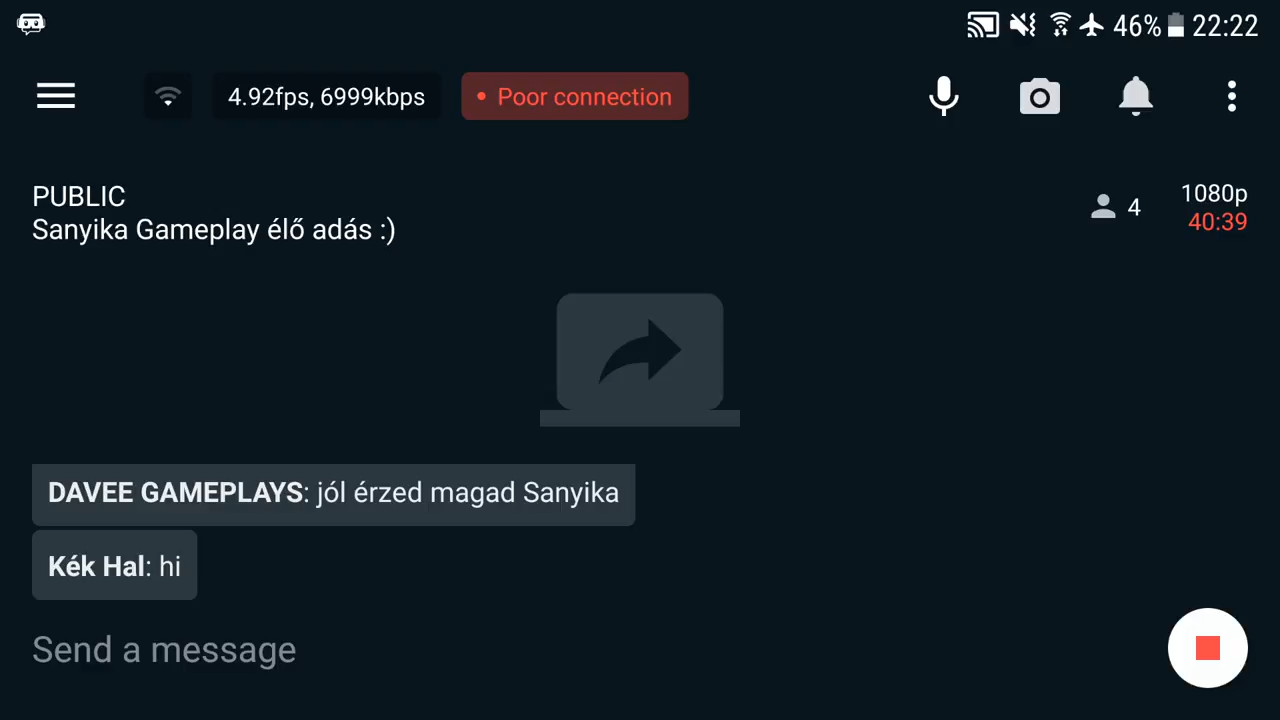 46% 22:22
4.92fps, 6999kbps • Poor connection
PUBLIC
Sanyika Gameplay élő adás :)
4
1080p
40:39
DAVEE GAMEPLAYS: jól érzed magad Sanyika
Kék Hal: hi
Send a message